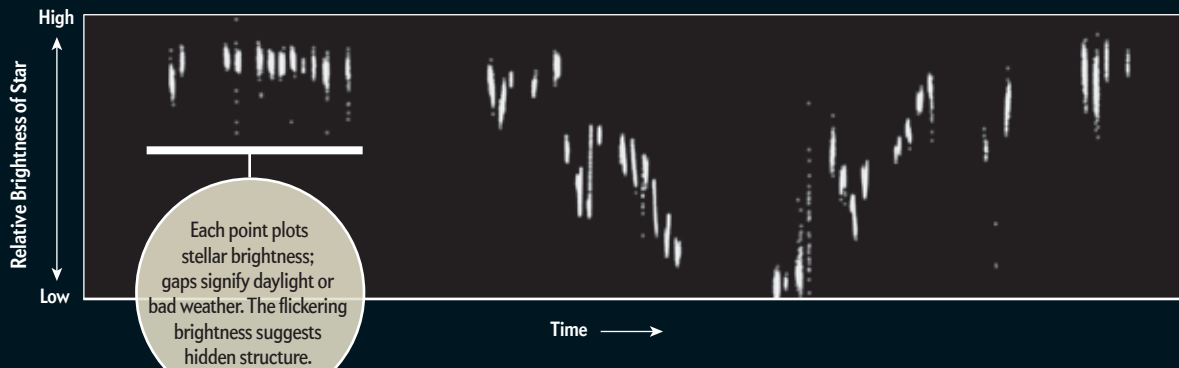 High
Relative Brightness of Star
Low
Each point plots
stellar brightness;
gaps signify daylight or
bad weather. The flickering
brightness suggests
hidden structure.
Time